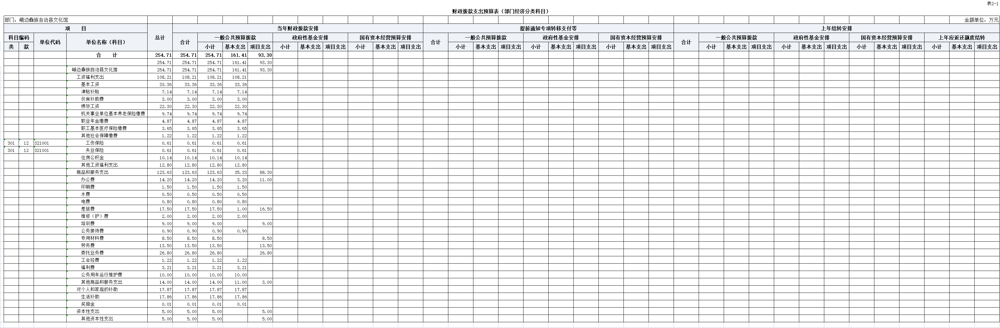 表2-1
财政拨款支出预算表（部门经济分类科目）
部门：峨边彝族自治县文化馆 金额单位：万元
项 目 总计 当年财政拨款安排 提前通知专项转移支付等 上年结转安排
科目编码 单位代码 单位名称（科目） 合计 一般公共预算拨款 政府性基金安排 国有资本经营预算安排 合计 一般公共预算拨款 政府性基金安排 国有资本经营预算安排 合计 一般公共预算拨款 政府性基金安排 国有资本经营预算安排 上年应返还额度结转
类 款 小计 基本支出 项目支出 小计 基本支出 项目支出 小计 基本支出 项目支出 小计 基本支出 项目支出 小计 基本支出 项目支出 小计 基本支出 项目支出 小计 基本支出 项目支出 小计 基本支出 项目支出 小计 基本支出 项目支出 小计 基本支出 项目支出
合 计 254.71 254.71 254.71 161.41 93.30
254.71 254.71 254.71 161.41 93.30
峨边彝族自治县文化馆 254.71 254.71 254.71 161.41 93.30
工资福利支出 108.21 108.21 108.21 108.21
基本工资 33.36 33.36 33.36 33.36
津贴补贴 7.14 7.14 7.14 7.14
伙食补助费 3.00 3.00 3.00 3.00
绩效工资 22.30 22.30 22.30 22.30
机关事业单位基本养老保险缴费 9.74 9.74 9.74 9.74
职业年金缴费 4.87 4.87 4.87 4.87
职工基本医疗保险缴费 3.65 3.65 3.65 3.65
其他社会保障缴费 1.22 1.22 1.22 1.22
301 12 321001 工伤保险 0.61 0.61 0.61 0.61
301 12 321001 失业保险 0.61 0.61 0.61 0.61
住房公积金 10.14 10.14 10.14 10.14
其他工资福利支出 12.80 12.80 12.80 12.80
商品和服务支出 123.63 123.63 123.63 35.33 88.30
办公费 14.20 14.20 14.20 3.20 11.00
印刷费 1.50 1.50 1.50 1.50
水费 0.50 0.50 0.50 0.50
电费 0.80 0.80 0.80 0.80
差旅费 17.50 17.50 17.50 1.00 16.50
维修（护）费 2.00 2.00 2.00 2.00
培训费 9.00 9.00 9.00 9.00
公务接待费 0.90 0.90 0.90 0.90
专用材料费 8.50 8.50 8.50 8.50
劳务费 13.50 13.50 13.50 13.50
委托业务费 26.80 26.80 26.80 26.80
工会经费 1.22 1.22 1.22 1.22
福利费 3.21 3.21 3.21 3.21
公务用车运行维护费 10.00 10.00 10.00 10.00
其他商品和服务支出 14.00 14.00 14.00 11.00 3.00
对个人和家庭的补助 17.87 17.87 17.87 17.87
生活补助 17.86 17.86 17.86 17.86
奖励金 0.01 0.01 0.01 0.01
资本性支出 5.00 5.00 5.00 5.00
其他资本性支出 5.00 5.00 5.00 5.00